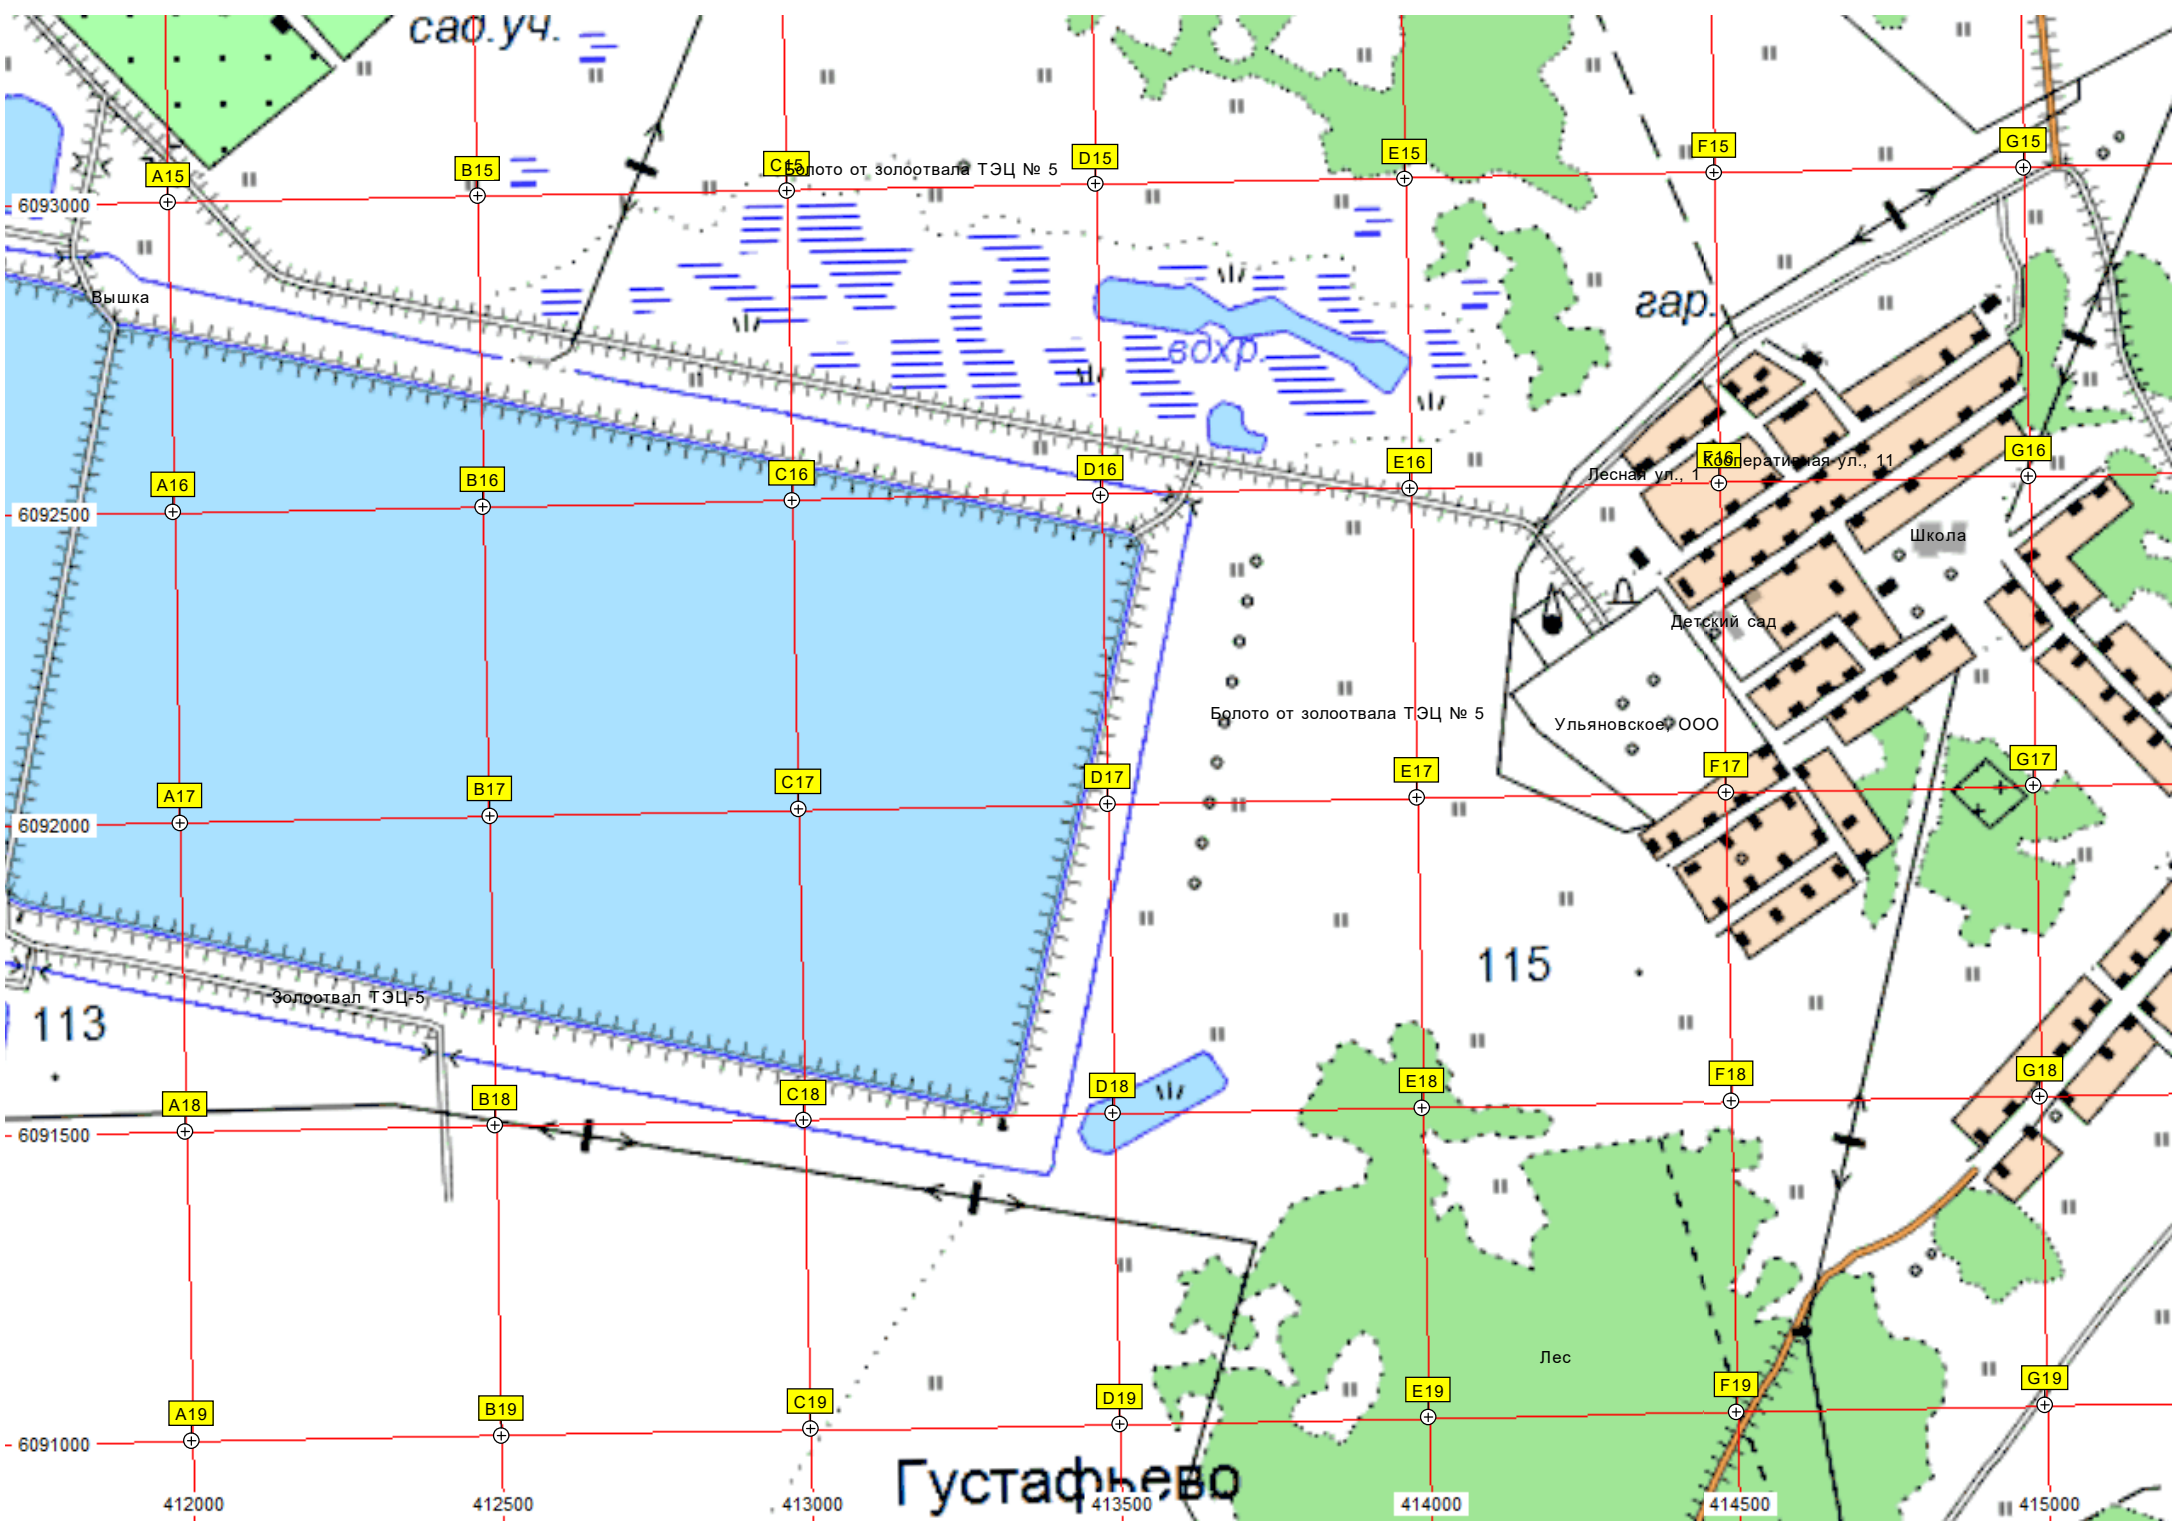 сад.уч.
A15 B15 C15 D15 E15 F15 G15
Болото от золоотвала ТЭЦ № 5
6093000
Вышка
гар.
вдхр.
A16 B16 C16 D16 E16 F16 G16
Лесная ул., 1 Кооперативная ул., 11
6092500
Школа
Детский сад
Болото от золоотвала ТЭЦ № 5
Ульяновское, ООО
A17 B17 C17 D17 E17 F17 G17
6092000
115
Золоотвал ТЭЦ-5
113
A18 B18 C18 D18 E18 F18 G18
6091500
Лес
A19 B19 C19 D19 E19 F19 G19
6091000
Густафьево
412000 412500 413000 413500 414000 414500 415000